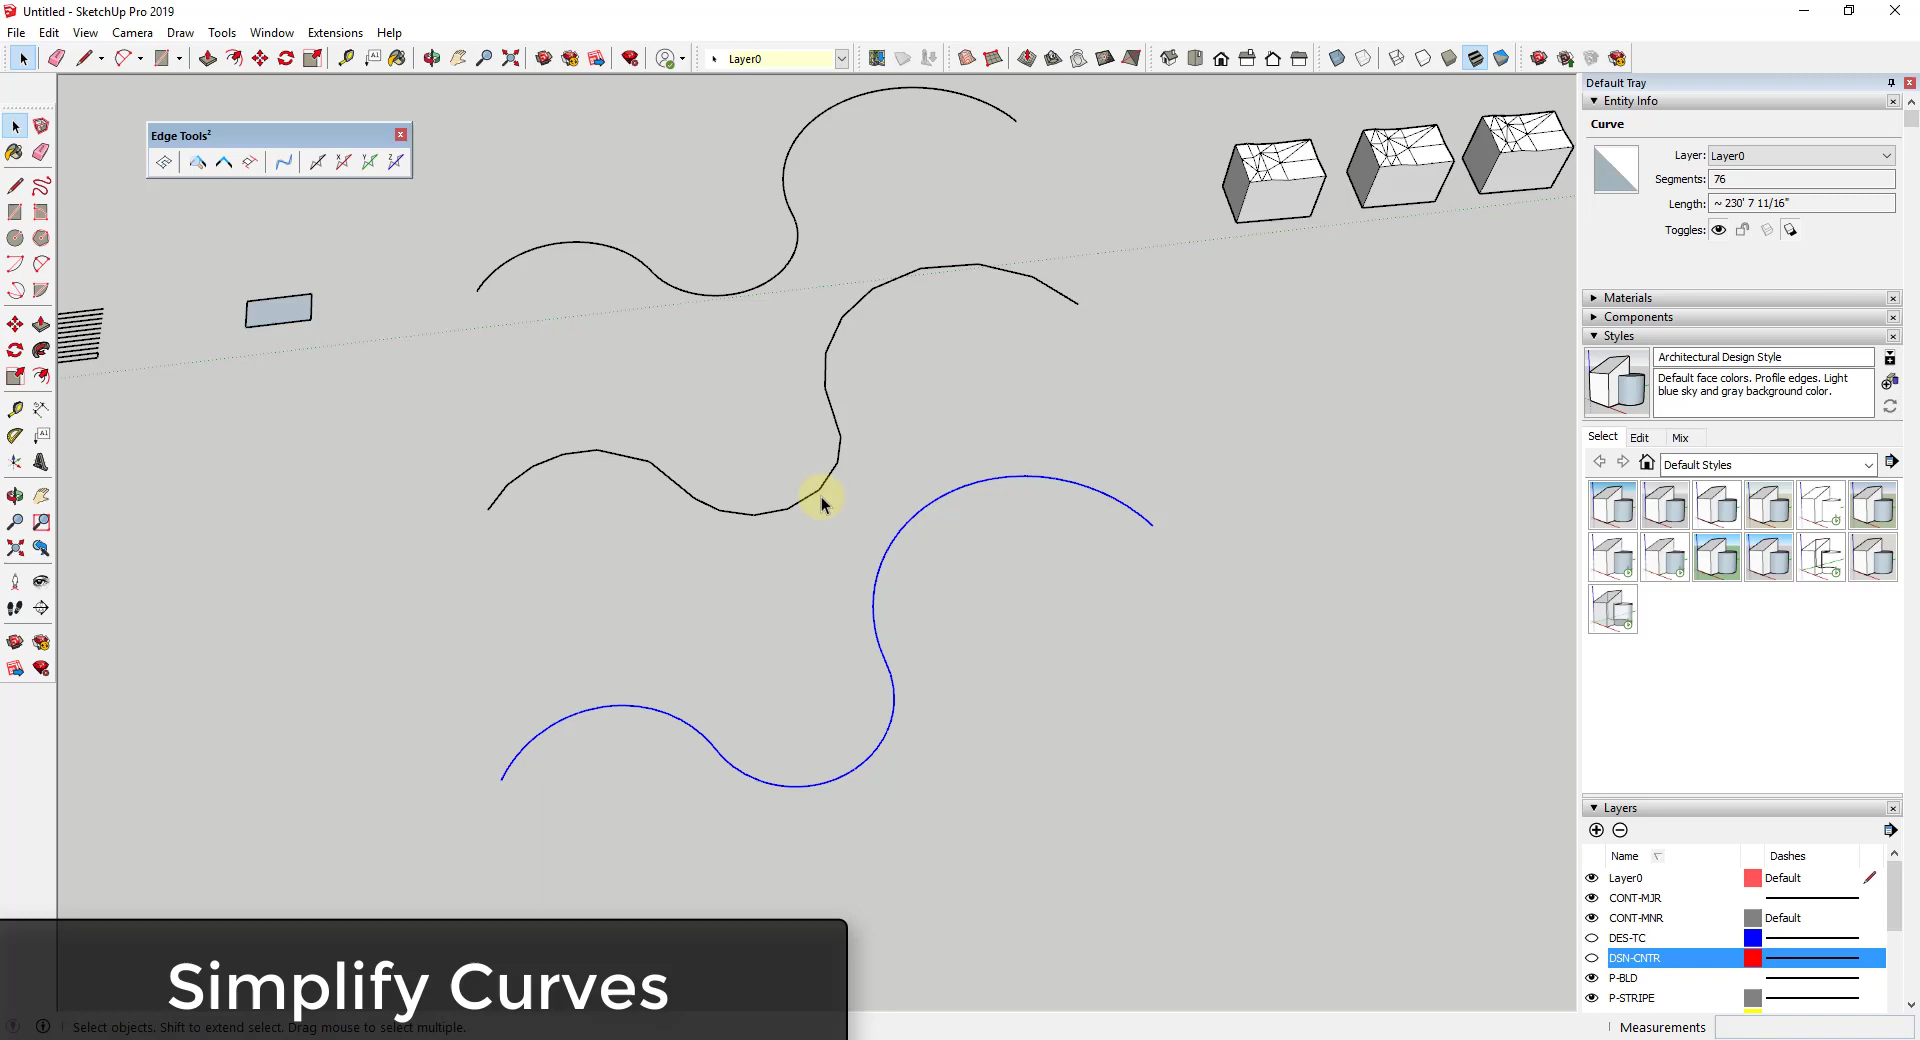 Untitled - SketchUp Pro 2019
File Edit View Camera Draw Tools Window Extensions Help
Layer0
Default Tray
Entity Info
Curve
Layer: Layer0
Segments: 76
Length: ~ 230' 7 11/16"
Toggles:
Edge Tools²
Materials
Components
Styles
Architectural Design Style
Default face colors. Profile edges. Light
blue sky and gray background color.
Select Edit Mix
Default Styles
Layers
Name Dashes
Layer0 Default
CONT-MJR
CONT-MNR Default
DES-TC
DSN-CNTR
P-BLD
P-STRIPE
Simplify Curves
Select objects. Shift to extend select. Drag mouse to select multiple.
Measurements